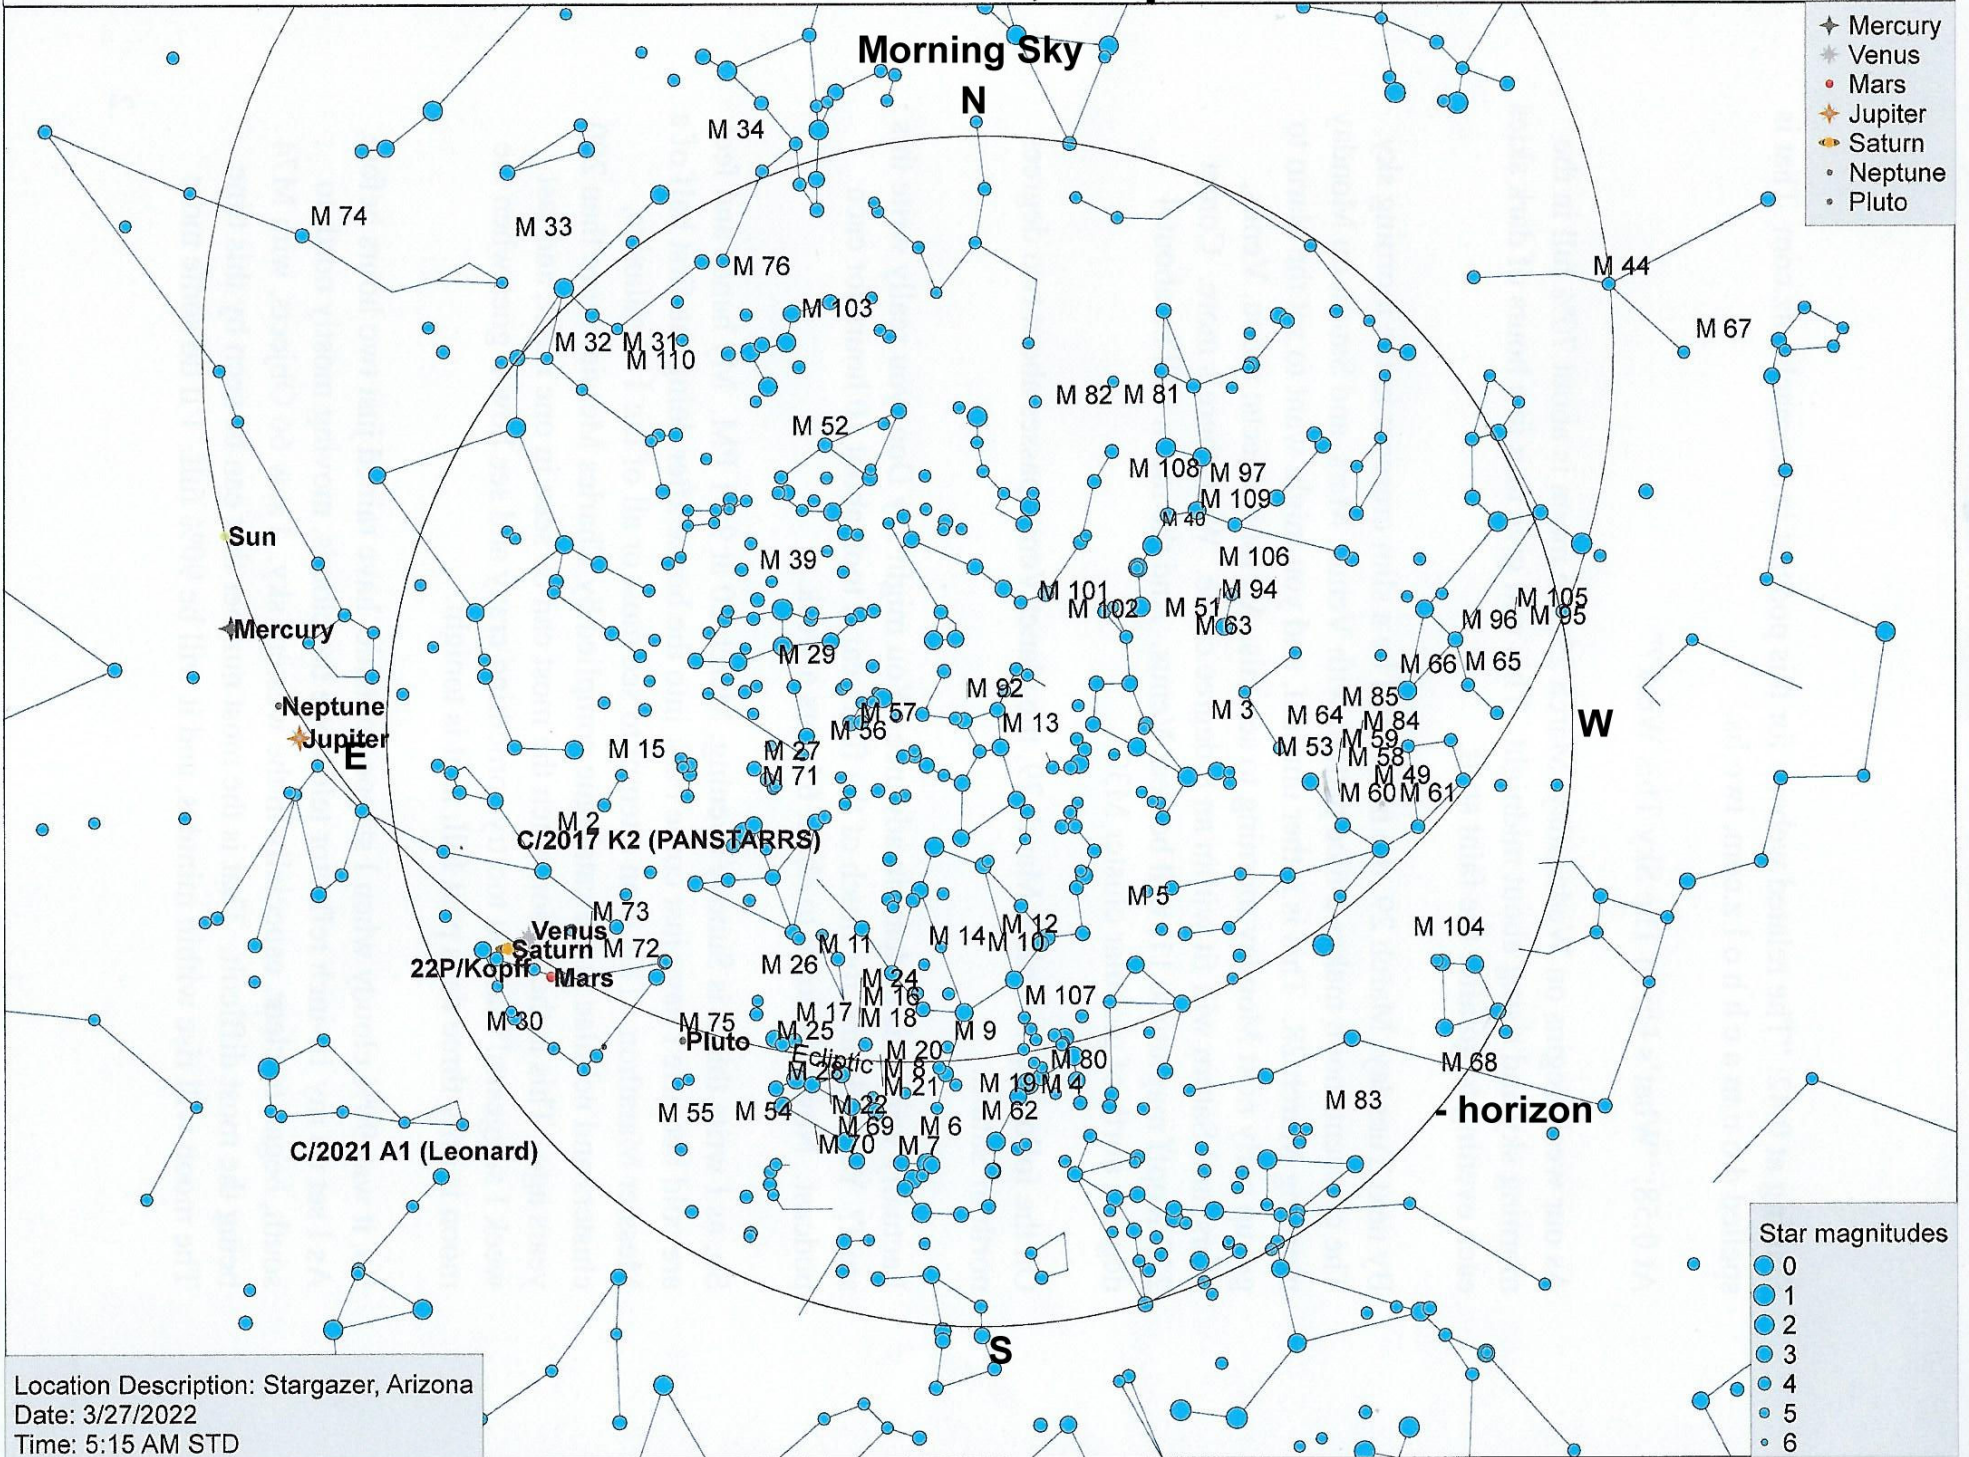 Morning Sky
N
Mercury
Venus
Mars
Jupiter
Saturn
Neptune
Pluto
M 34
M 74
M 33
M 76
M 44
M 103
M 67
M 32
M 31
M 110
M 82
M 81
M 52
M 108
M 97
M 109
M 40
Sun
M 39
M 106
M 101
M 94
M 102
M 51
M 63
M 105
M 95
M 96
Mercury
M 29
M 66
M 65
M 92
M 85
Neptune
M 57
M 56
M 13
M 3
M 64
M 84
W
Jupiter
E
M 15
M 27
M 71
M 53
M 59
M 58
M 49
M 60
M 61
M 2
C/2017 K2 (PANSTARRS)
M 5
M 73
M 104
Venus
Saturn
M 72
M 11
M 14
M 12
M 10
22P/Kopff
Mars
M 26
M 24
M 16
M 107
M 30
M 75
M 17
M 18
M 25
M 9
Pluto
Ecliptic
M 20
M 80
M 28
M 8
M 68
M 21
M 19
M 4
M 55
M 54
M 22
M 62
M 83
- horizon
M 69
M 6
M 70
M 7
C/2021 A1 (Leonard)
S
Star magnitudes
0
1
2
3
4
5
6
Location Description: Stargazer, Arizona
Date: 3/27/2022
Time: 5:15 AM STD